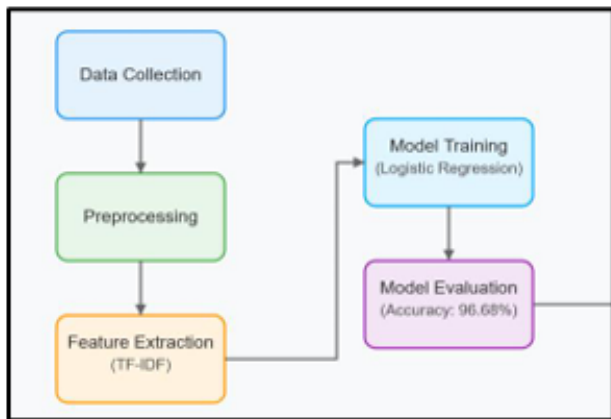 Data Collection
Preprocessing
Feature Extraction
(TF-IDF)
Model Training
(Logistic Regression)
Model Evaluation
(Accuracy: 96.68%)